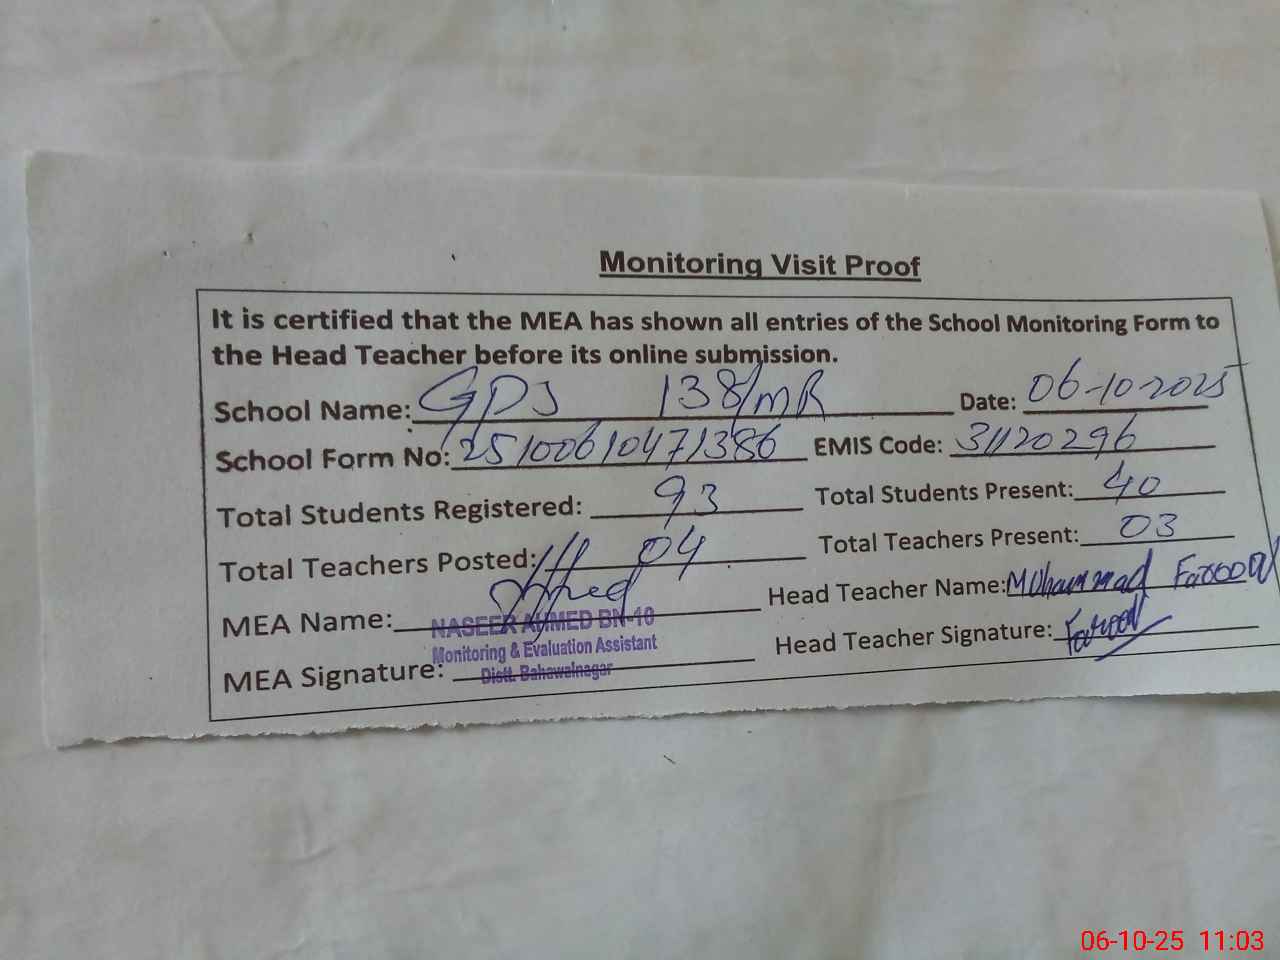 Monitoring Visit Proof
It is certified that the MEA has shown all entries of the School Monitoring Form to
the Head Teacher before its online submission.
School Name: GPS 138/MR Date: 06-10-2025
School Form No: 25100610471386 EMIS Code: 31120296
Total Students Registered: 93 Total Students Present: 40
Total Teachers Posted: 04 Total Teachers Present: 03
MEA Name: Head Teacher Name: Mohammad Farooq
NASEER AHMED BN-10
Monitoring & Evaluation Assistant
MEA Signature: Head Teacher Signature: Farooq
Distt. Bahawalnagar
06-10-25 11:03